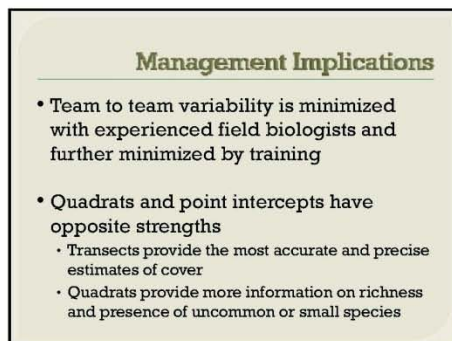 Management Implications
• Team to team variability is minimized
with experienced field biologists and
further minimized by training
• Quadrats and point intercepts have
opposite strengths
• Transects provide the most accurate and precise
estimates of cover
• Quadrats provide more information on richness
and presence of uncommon or small species